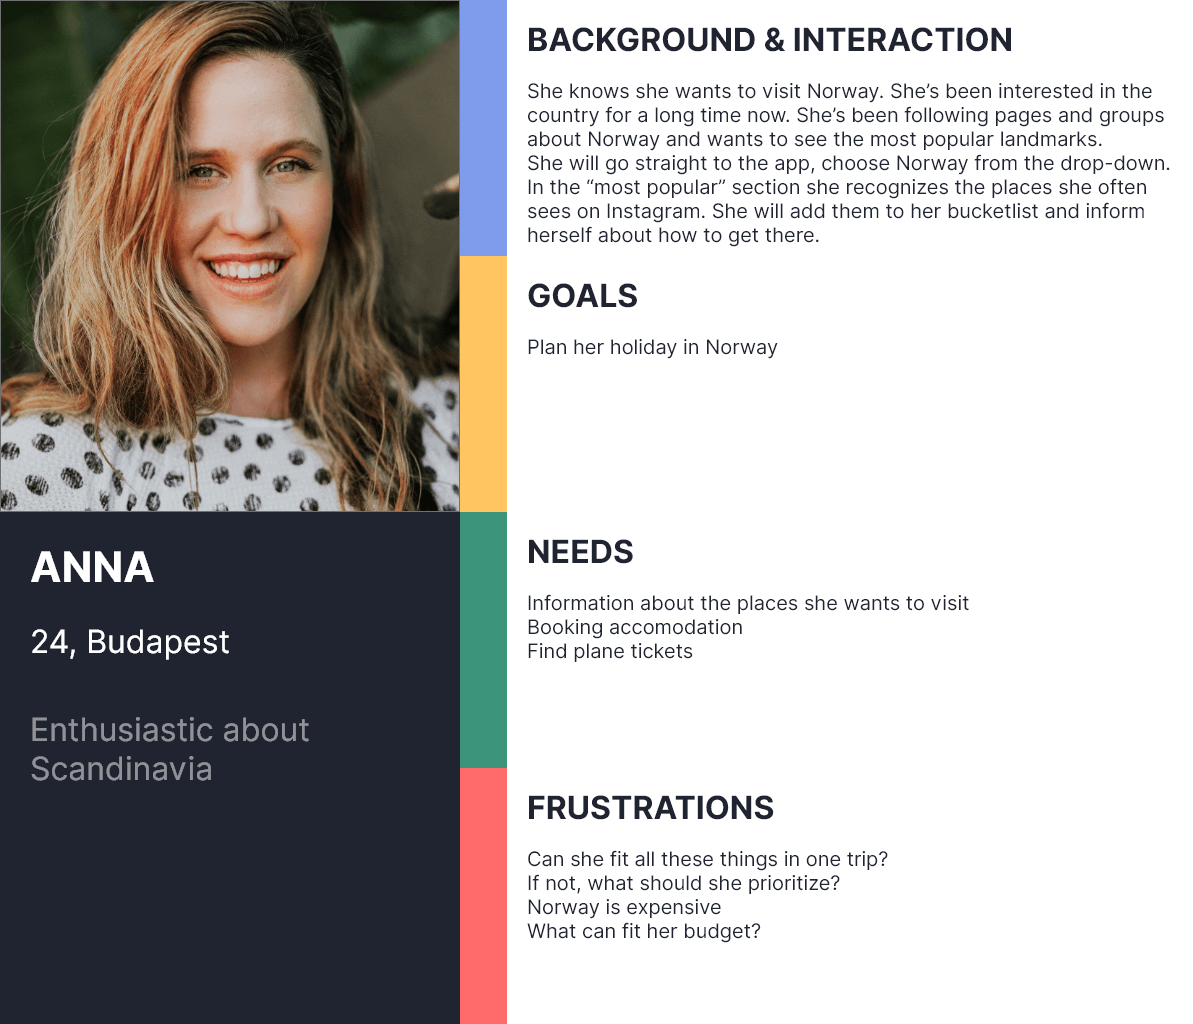 BACKGROUND & INTERACTION
She knows she wants to visit Norway. She’s been interested in the
country for a long time now. She’s been following pages and groups
about Norway and wants to see the most popular landmarks.
She will go straight to the app, choose Norway from the drop-down.
In the “most popular” section she recognizes the places she often
sees on Instagram. She will add them to her bucketlist and inform
herself about how to get there.
GOALS
Plan her holiday in Norway
ANNA
24, Budapest
Enthusiastic about
Scandinavia
NEEDS
Information about the places she wants to visit
Booking accomodation
Find plane tickets
FRUSTRATIONS
Can she fit all these things in one trip?
If not, what should she prioritize?
Norway is expensive
What can fit her budget?